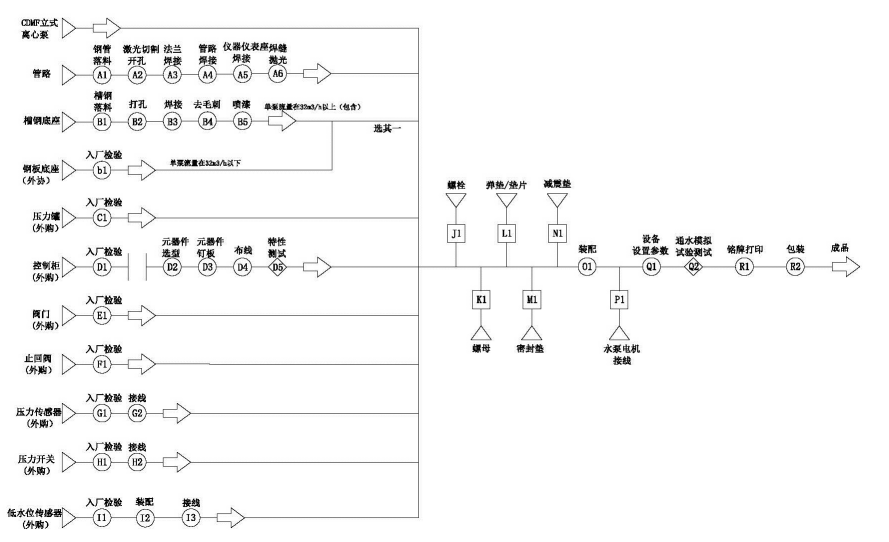 CDMF立式
离心泵
钢管
落料
激光切割
开孔
法兰
焊接
管路
焊接
仪器仪表座
焊接
焊缝
抛光
管路
A1
A2
A3
A4
A5
A6
槽钢
落料
打孔
焊接
去毛刺
喷漆
单泵流量在32m3/h以上（包含）
槽钢底座
B1
B2
B3
B4
B5
选其一
入厂检验
钢板底座
（外协）
b1
单泵流量在32m3/h以下
入厂检验
压力罐
(外购)
C1
入厂检验
元器件
选型
元器件
钉板
布线
特性
测试
控制柜
(外购)
D1
D2
D3
D4
D5
入厂检验
阀门
(外购)
E1
入厂检验
止回阀
(外购)
F1
入厂检验
接线
压力传感器
(外购)
G1
G2
入厂检验
接线
压力开关
(外购)
H1
H2
入厂检验
装配
接线
低水位传感器
(外购)
I1
I2
I3
螺栓
弹垫/垫片
减震垫
J1
L1
N1
装配
设备
设置参数
通水模拟
试验测试
铭牌打印
包装
成品
O1
Q1
Q2
R1
R2
K1
M1
P1
螺母
密封垫
水泵电机
接线